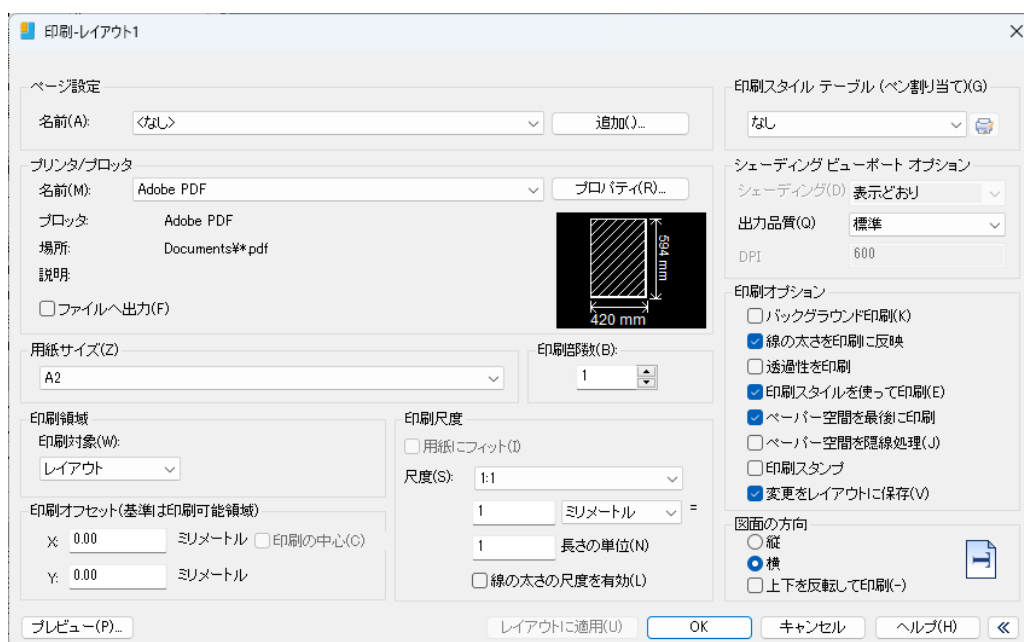 印刷-レイアウト1
ページ設定
名前(A):
<なし>
追加()...
プリンタ/プロッタ
名前(M):
Adobe PDF
プロパティ(R)...
プロッタ:
Adobe PDF
場所:
Documents¥*.pdf
説明:
ファイルへ出力(F)
594 mm
420 mm
用紙サイズ(Z)
A2
印刷部数(B):
1
印刷領域
印刷対象(W):
レイアウト
印刷オフセット(基準は印刷可能領域)
X:
0.00
ミリメートル
印刷の中心(C)
Y:
0.00
ミリメートル
印刷尺度
用紙にフィット(I)
尺度(S):
1:1
1
ミリメートル
=
1
長さの単位(N)
線の太さの尺度を有効(L)
印刷スタイル テーブル (ペン割り当て)(G)
なし
シェーディング ビューポート オプション
シェーディング(D)
表示どおり
出力品質(Q)
標準
DPI
600
印刷オプション
バックグラウンド印刷(K)
線の太さを印刷に反映
透過性を印刷
印刷スタイルを使って印刷(E)
ペーパー空間を最後に印刷
ペーパー空間を隠線処理(J)
印刷スタンプ
変更をレイアウトに保存(V)
図面の方向
縦
横
上下を反転して印刷(-)
プレビュー(P)...
レイアウトに適用(U)
OK
キャンセル
ヘルプ(H)